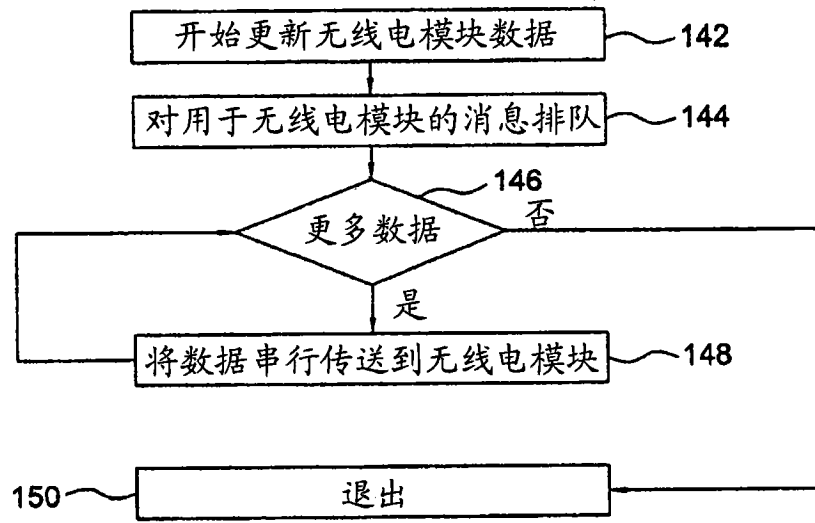 开始更新无线电模块数据
142
对用于无线电模块的消息排队
144
146
更多数据
否
是
将数据串行传送到无线电模块
148
150
退出